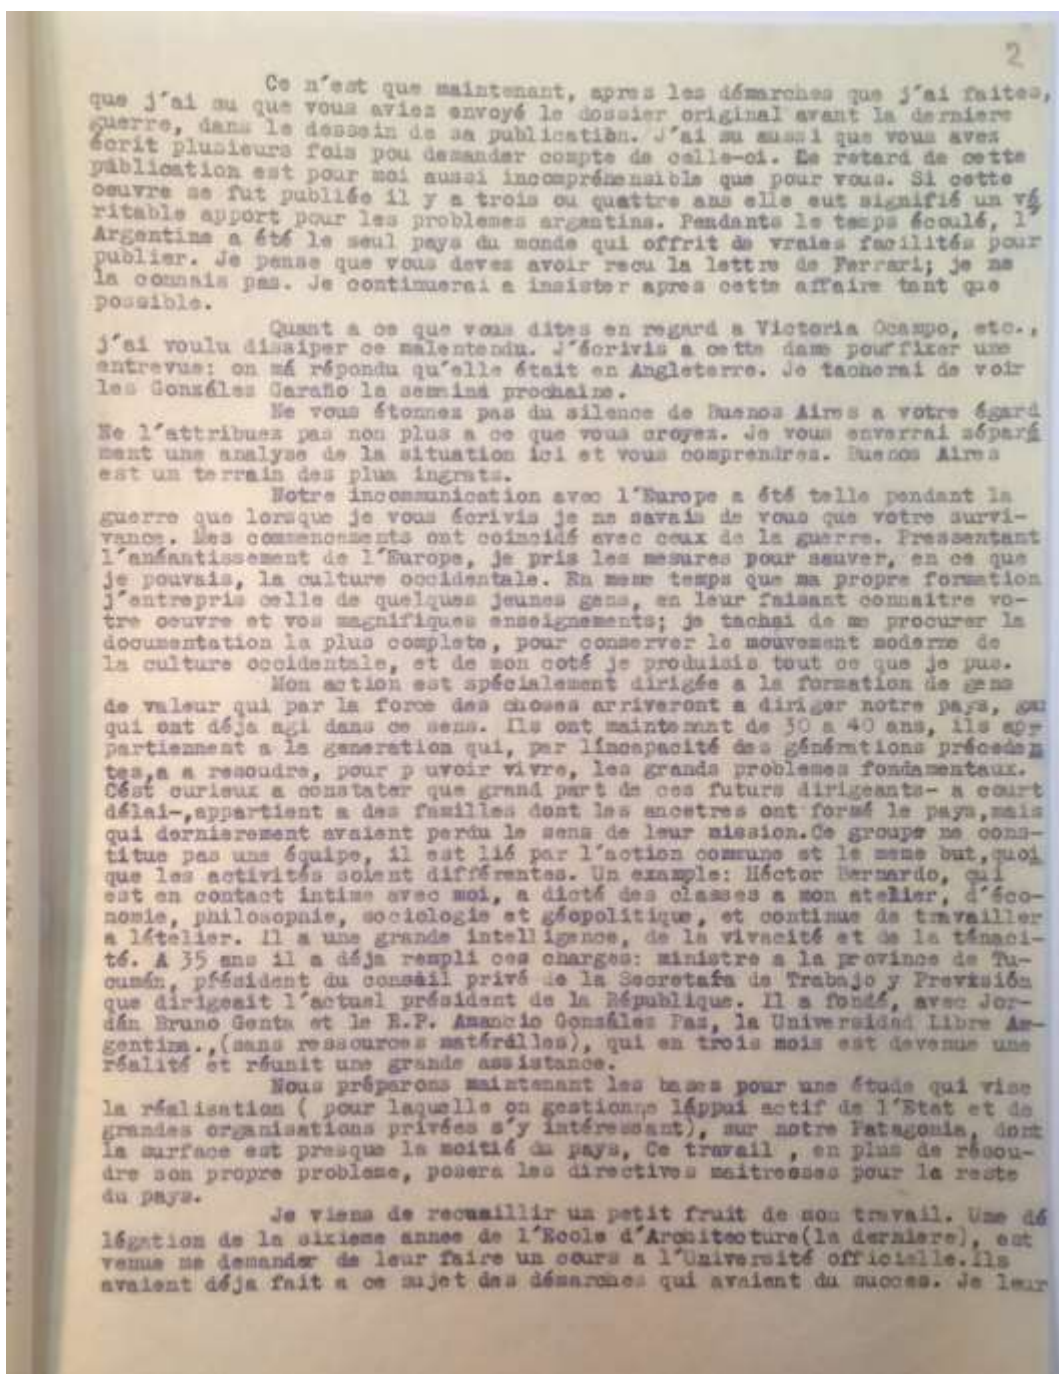 2
Ce n'est que maintenant, apres les démarches que j'ai faites,
que j'ai su que vous aviez envoyé le dossier original avant la derniere
guerre, dans le dessein de sa publication. J'ai su aussi que vous avez
écrit plusieurs fois pou demander compte de celle-ci. Le retard de cette
publication est pour moi aussi incompréhensible que pour vous. Si cette
oeuvre se fut publiée il y a trois ou quattre ans elle eut signifié un vé
ritable apport pour les problemes argentins. Pendants le temps écoulé, l'
Argentine a été le seul pays du monde qui offrit de vraies facilités pour
publier. Je pense que vous devez avoir recu la lettre de Ferrari; je ne
la connais pas. Je continuerai a insister apres cette affaire tant que
possible.
Quant a ce que vous dites en regard a Victoria Ocampo, etc.,
j'ai voulu dissiper ce malentendu. J'écrivis a cette dame pour fixer une
entrevue: on má répondu qu'elle était en Angleterre. Je tacherai de voir
les Gonzáles Garaño la semaina prochaine.
Ne vous étonnez pas du silence de Buenos Aires a votre égard
Ne l'attribuez pas non plus a ce que vous croyez. Je vous enverrai séparé
ment une analyse de la situation ici et vous comprendres. Buenos Aires
est un terrain des plus ingrats.
Notre incommunication avec l'Europe a été telle pendant la
guerre que lorsque je vous écrivis je ne savais de vous que votre survi-
vance. Mes commencements ont coincidé avec ceux de la guerre. Pressentant
l'anéantissement de l'Europe, je pris les mesures pour sauver, en ce que
je pouvais, la culture occidentale. En meme temps que ma propre formation
j'entrepris celle de quelques jeunes gens, en leur faisant connaitre vo-
tre oeuvre et vos magnifiques enseignements; je tachai de me procurer la
documentation la plus complete, pour conserver le mouvement moderne de
la culture occidentale, et de mon coté je produisis tout ce que je pus.
Mon action est spécialement dirigée a la formation de gens
de valeur qui par la force des choses arriveront a diriger notre pays,
qui ont déja agi dans ce sens. Ils ont maintenant de 30 a 40 ans, ils ap-
partiennent a la generation qui, par líncapacité des générations préceden
tes,a a resoudre, pour p uvoir vivre, les grands problemes fondamentaux.
Cést curieux a constater que grand part de ces futurs dirigeants- a court
délai-,appartient a des familles dont les ancetres ont formé le pays,mais
qui dernierement avaient perdu le sens de leur mission.Ce groupe ne cons-
titue pas une équipe, il est lié par l'action commune et le meme but,quoi
que les activités soient différentes. Un example: Héctor Bernardo, qui
est en contact intime avec moi, a dicté des classes a mon atelier, d'éco-
nomie, philosophie, sociologie et géopolitique, et continue de travailler
a látelier. Il a une grande intelligence, de la vivacité et de la ténaci-
té. A 35 ans il a déja rempli ces charges: ministre a la province de Tu-
cumán, président du conseil privé de la Secretaría de Trabajo y Previsión
que dirigeait l'actuel président de la République. Il a fondé, avec Jor-
dán Bruno Genta et le R.P. Amancio Gonzáles Paz, la Universidad Libre Ar-
gentina.,(sans ressources matérálles), qui en trois mois est devenue une
réalité et réunit une grande assistance.
Nous préparons maintenant les bases pour une étude qui vise
la réalisation ( pour laquelle on gestionne láppui actif de l'Etat et de
grandes organisations privées s'y intéressant), sur notre Patagonia, dont
la surface est presque la moitié du pays, Ce travail , en plus de résou-
dre son propre probleme, posera les directives maitresses pour la reste
du pays.
Je viens de recueillir un petit fruit de mon travail. Une dé
légation de la sixieme annee de l'Ecole d'Architecture(la derniere), est
venue me demander de leur faire un cours a l'Université officielle.Ils
avaient déja fait a ce sujet des démarches qui avaient du succes. Je leur